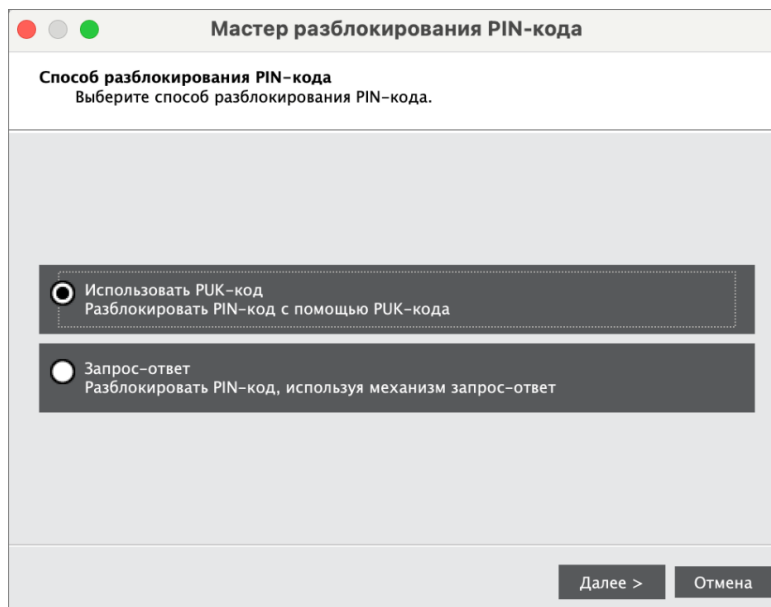 Мастер разблокирования PIN-кода
Способ разблокирования PIN-кода
Выберите способ разблокирования PIN-кода.
Использовать PUK-код
Разблокировать PIN-код с помощью PUK-кода
Запрос-ответ
Разблокировать PIN-код, используя механизм запрос-ответ
Далее > Отмена